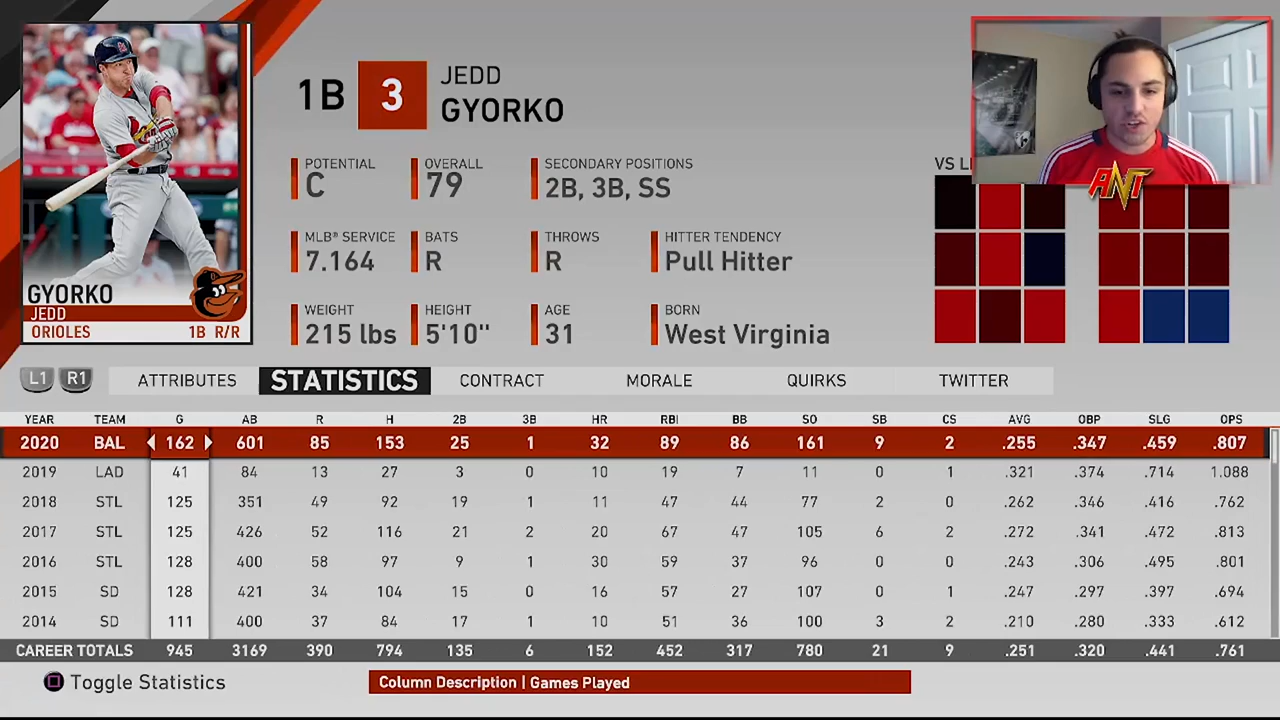 1B 3 JEDD GYORKO
POTENTIAL OVERALL SECONDARY POSITIONS
C 79 2B, 3B, SS
MLB® SERVICE BATS THROWS HITTER TENDENCY
7.164 R R Pull Hitter
WEIGHT HEIGHT AGE BORN
215 lbs 5'10" 31 West Virginia
GYORKO
JEDD
ORIOLES 1B R/R
VS L
ANT
L1 R1 ATTRIBUTES STATISTICS CONTRACT MORALE QUIRKS TWITTER
YEAR TEAM G AB R H 2B 3B HR RBI BB SO SB CS AVG OBP SLG OPS
2020 BAL 162 601 85 153 25 1 32 89 86 161 9 2 .255 .347 .459 .807
2019 LAD 41 84 13 27 3 0 10 19 7 11 0 1 .321 .374 .714 1.088
2018 STL 125 351 49 92 19 1 11 47 44 77 2 0 .262 .346 .416 .762
2017 STL 125 426 52 116 21 2 20 67 47 105 6 2 .272 .341 .472 .813
2016 STL 128 400 58 97 9 1 30 59 37 96 0 0 .243 .306 .495 .801
2015 SD 128 421 34 104 15 0 16 57 27 107 0 1 .247 .297 .397 .694
2014 SD 111 400 37 84 17 1 10 51 36 100 3 2 .210 .280 .333 .612
CAREER TOTALS 945 3169 390 794 135 6 152 452 317 780 21 9 .251 .320 .441 .761
Toggle Statistics Column Description | Games Played